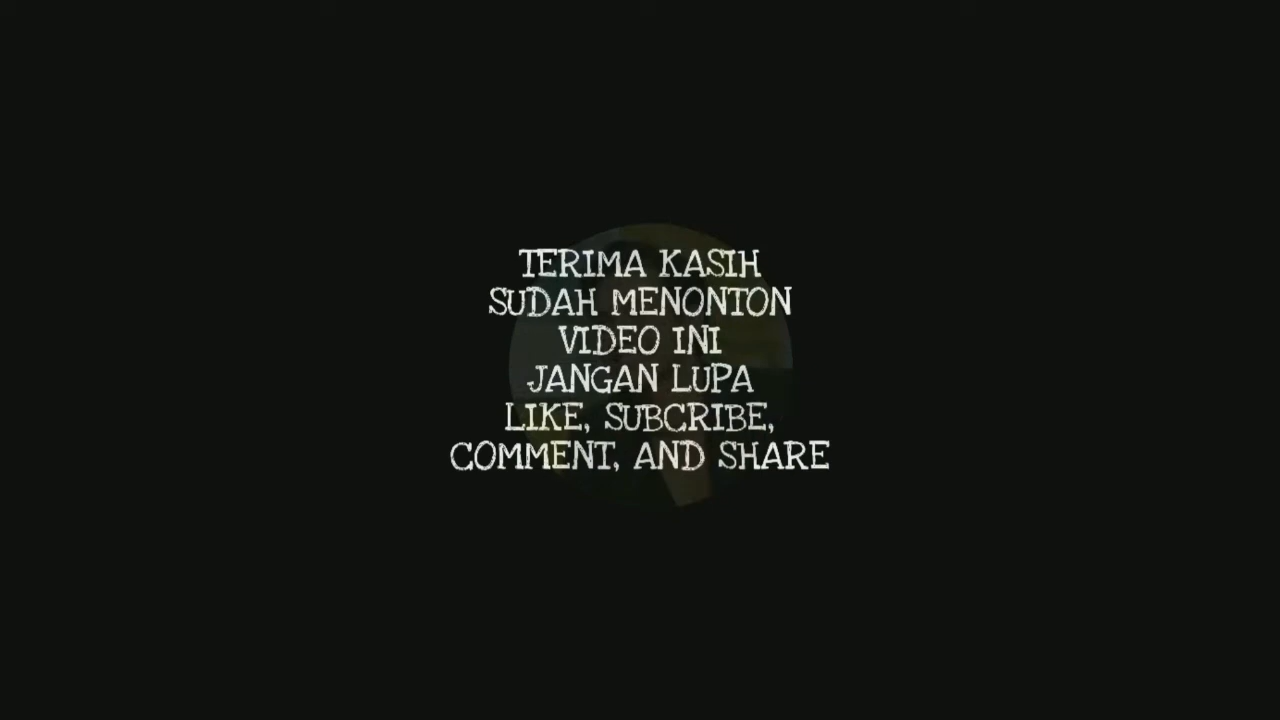 TERIMA KASIH
SUDAH MENONTON
VIDEO INI
JANGAN LUPA
LIKE, SUBCRIBE,
COMMENT, AND SHARE